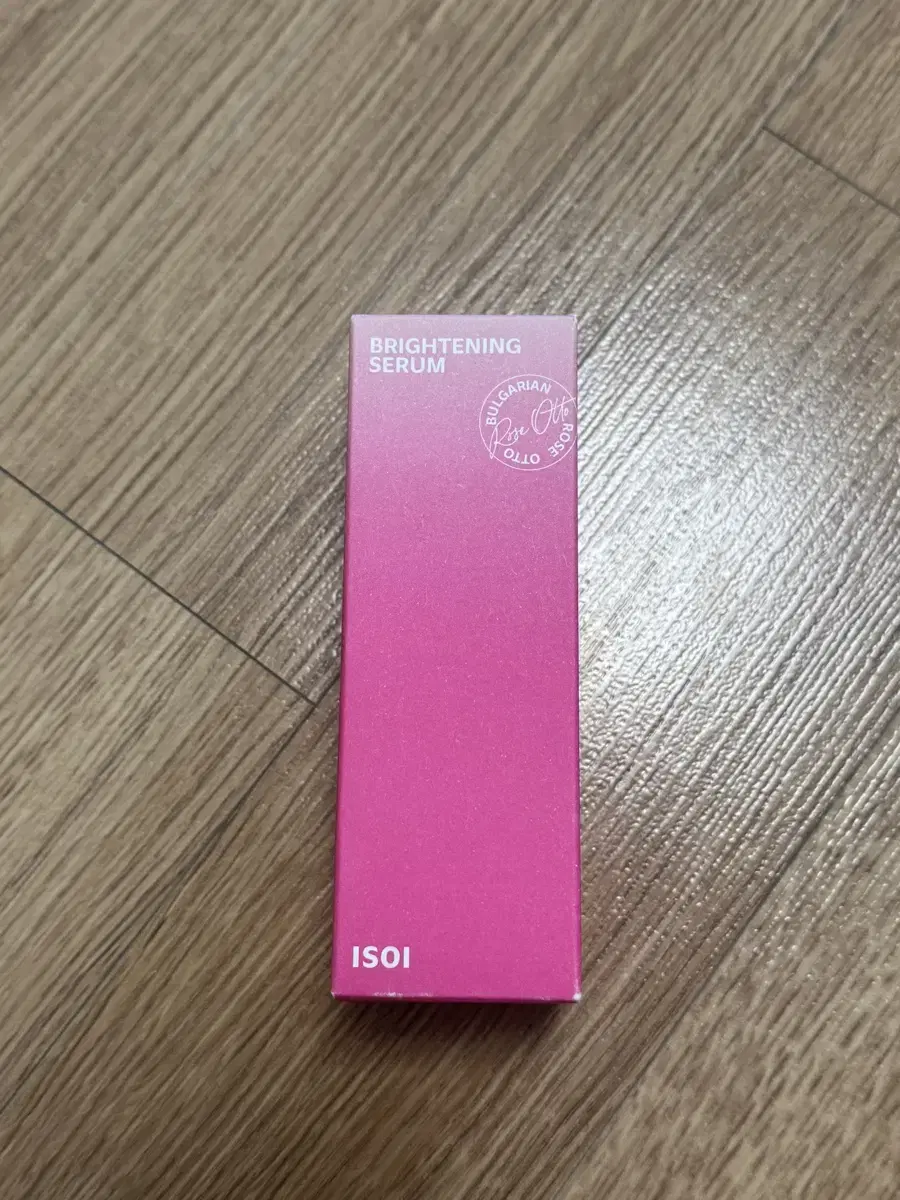 BRIGHTENING
SERUM
BULGARIAN ROSE OTTO
Rose Otto
ISOI